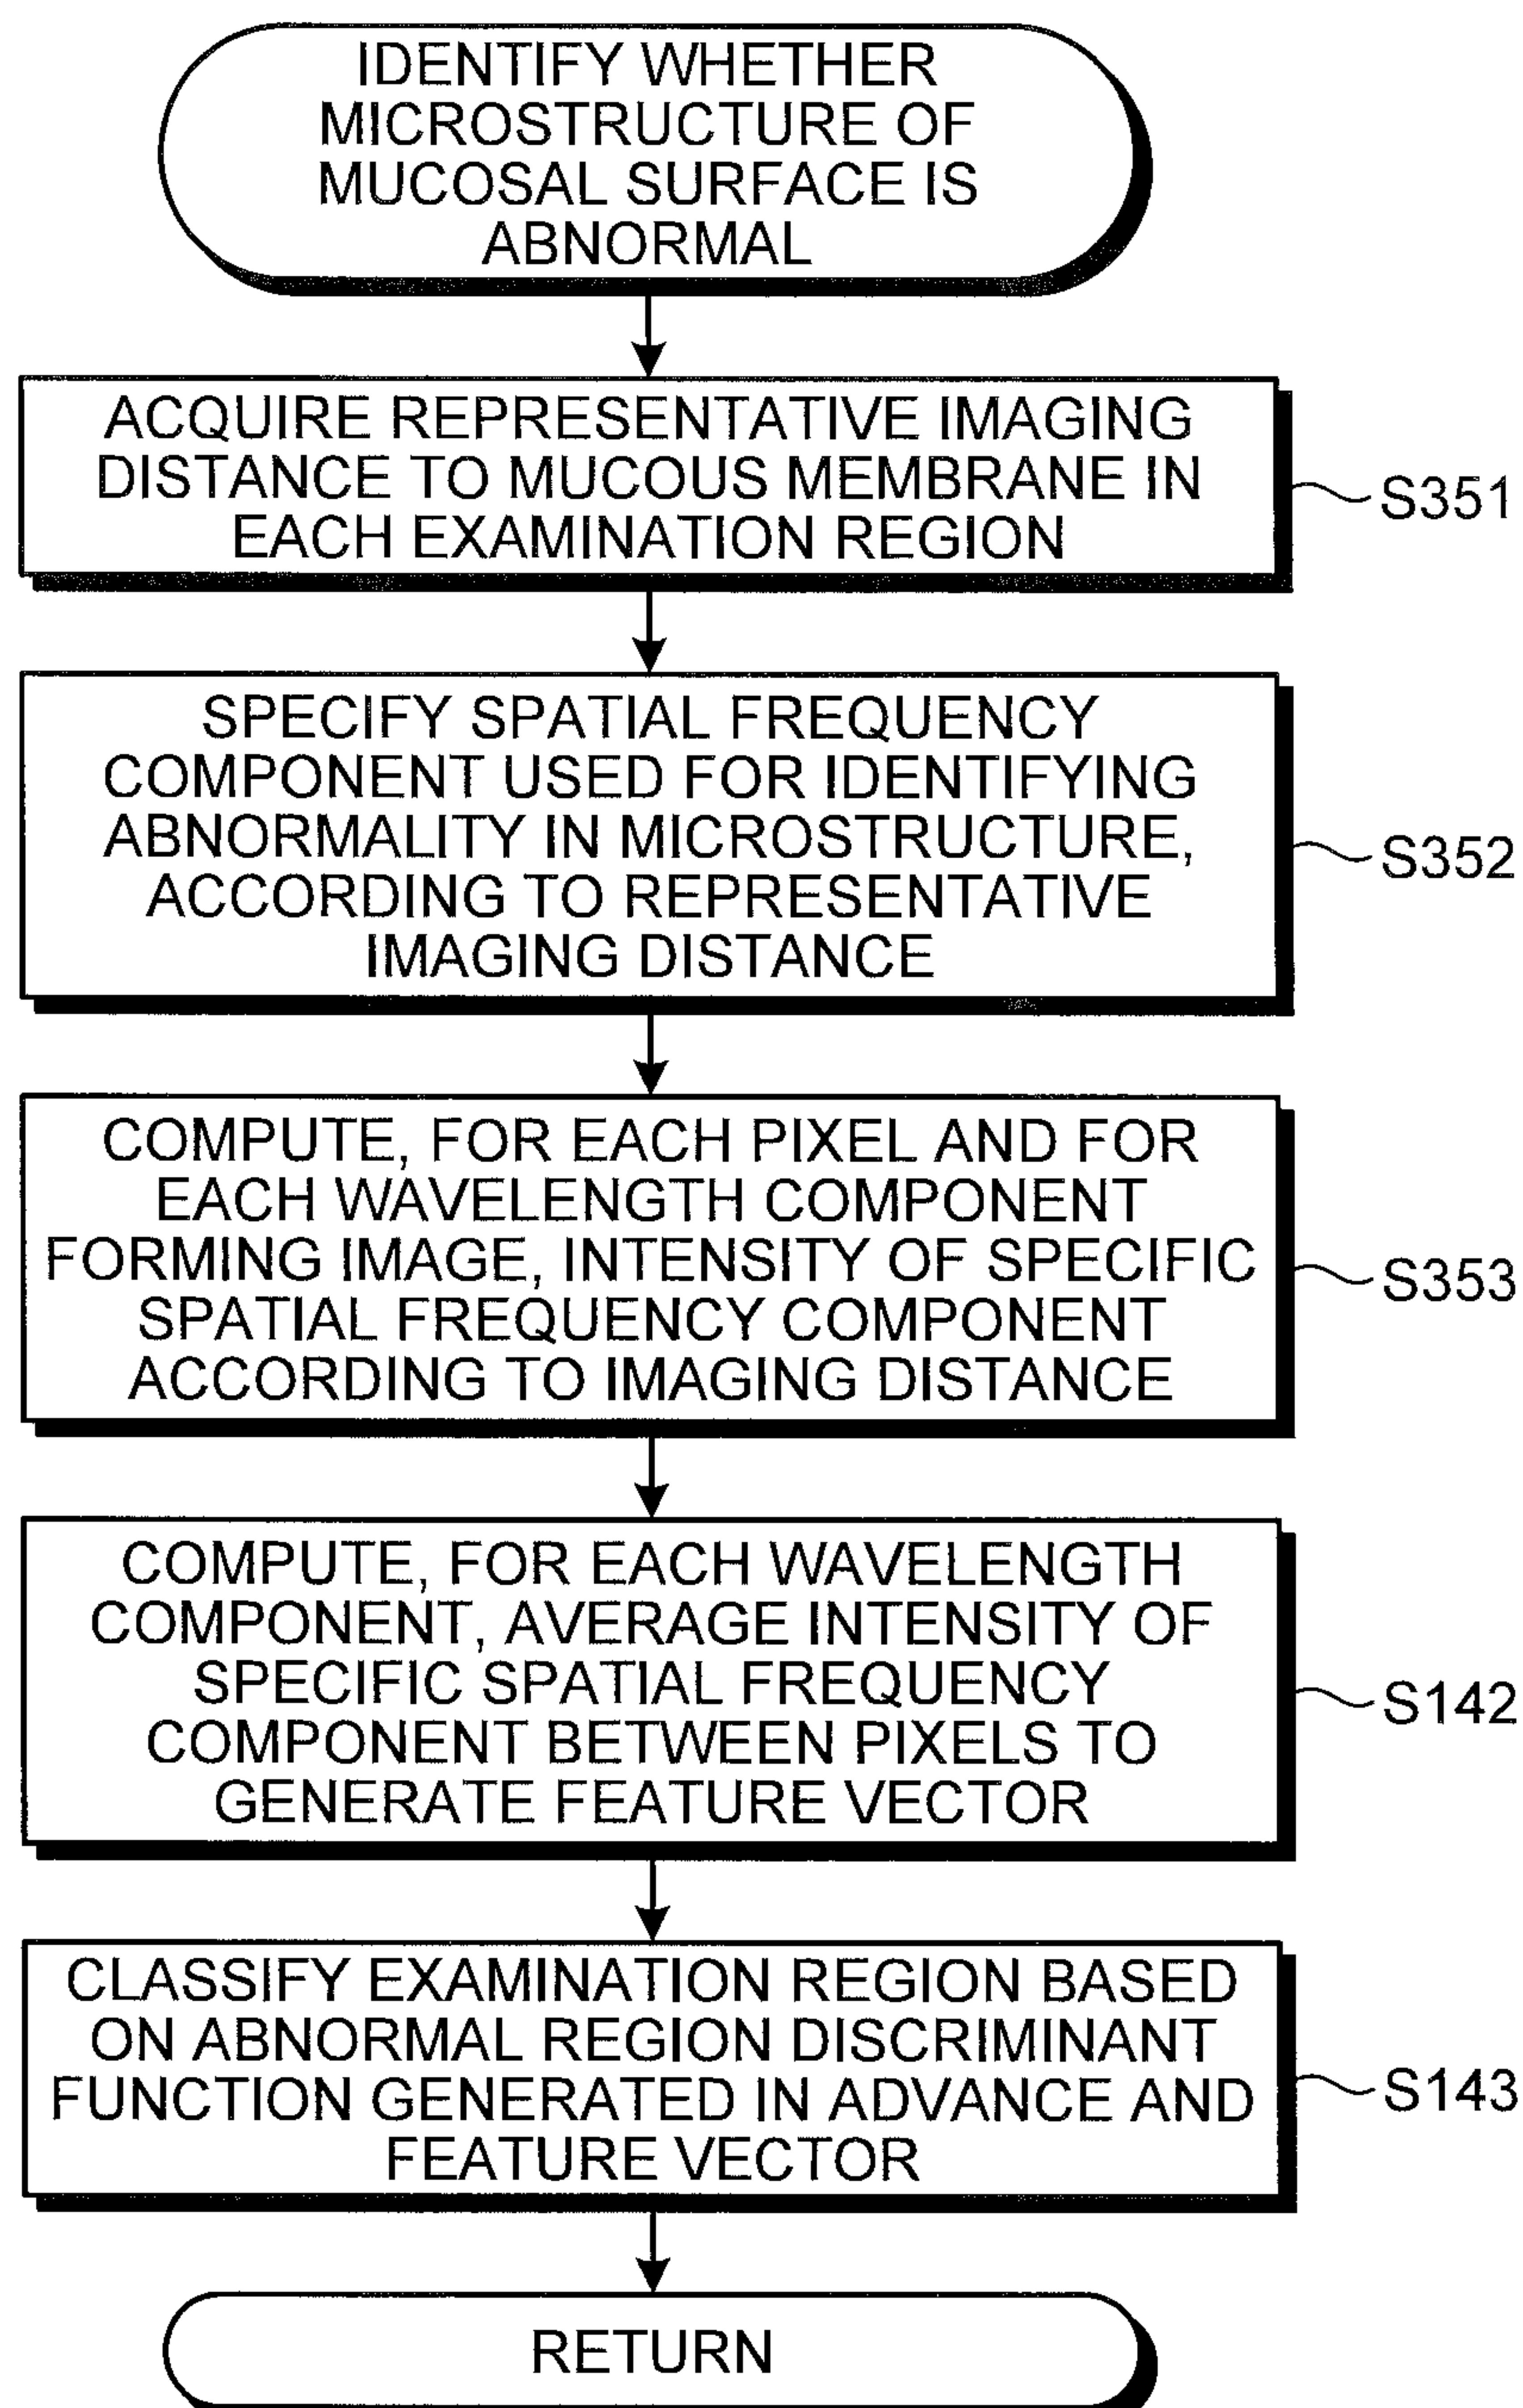 IDENTIFY WHETHER
MICROSTRUCTURE OF
MUCOSAL SURFACE IS
ABNORMAL
ACQUIRE REPRESENTATIVE IMAGING
DISTANCE TO MUCOUS MEMBRANE IN
EACH EXAMINATION REGION
S351
SPECIFY SPATIAL FREQUENCY
COMPONENT USED FOR IDENTIFYING
ABNORMALITY IN MICROSTRUCTURE,
ACCORDING TO REPRESENTATIVE
IMAGING DISTANCE
S352
COMPUTE, FOR EACH PIXEL AND FOR
EACH WAVELENGTH COMPONENT
FORMING IMAGE, INTENSITY OF SPECIFIC
SPATIAL FREQUENCY COMPONENT
ACCORDING TO IMAGING DISTANCE
S353
COMPUTE, FOR EACH WAVELENGTH
COMPONENT, AVERAGE INTENSITY OF
SPECIFIC SPATIAL FREQUENCY
COMPONENT BETWEEN PIXELS TO
GENERATE FEATURE VECTOR
S142
CLASSIFY EXAMINATION REGION BASED
ON ABNORMAL REGION DISCRIMINANT
FUNCTION GENERATED IN ADVANCE AND
FEATURE VECTOR
S143
RETURN